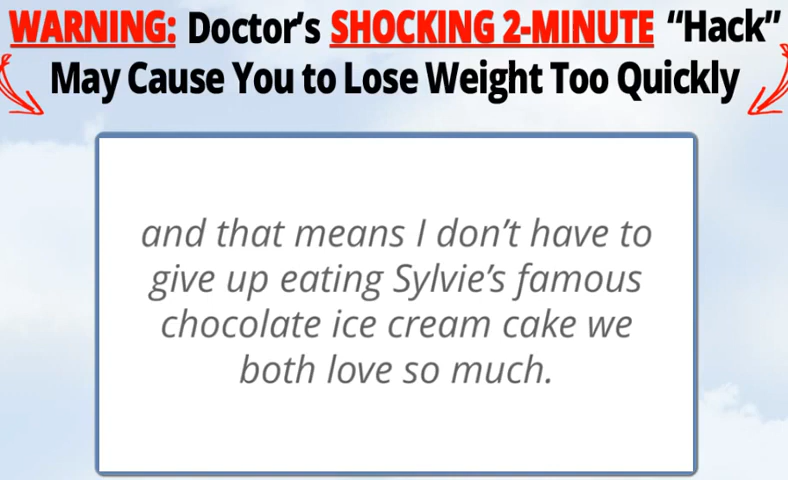 WARNING: Doctor's SHOCKING 2-MINUTE “Hack”
May Cause You to Lose Weight Too Quickly
and that means I don’t have to
give up eating Sylvie’s famous
chocolate ice cream cake we
both love so much.